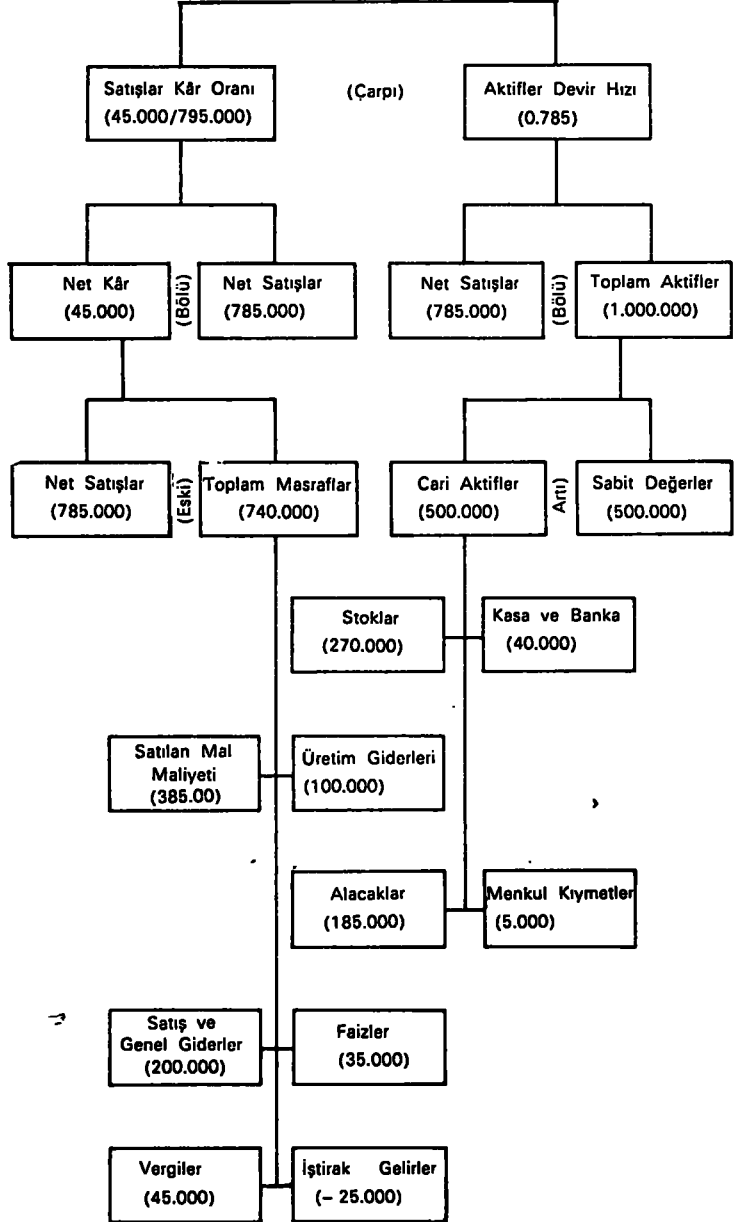 Satışlar Kâr Oranı
(45.000/795.000)
(Çarpı)
Aktifler Devir Hızı
(0.785)
Net Kâr
(45.000)
(Bölü)
Net Satışlar
(785.000)
Net Satışlar
(785.000)
(Bölü)
Toplam Aktifler
(1.000.000)
Net Satışlar
(785.000)
(Eski)
Toplam Masraflar
(740.000)
Cari Aktifler
(500.000)
Artı)
Sabit Değerler
(500.000)
Stoklar
(270.000)
Kasa ve Banka
(40.000)
Satılan Mal
Maliyeti
(385.00)
Üretim Giderleri
(100.000)
Alacaklar
(185.000)
Menkul Kıymetler
(5.000)
Satış ve
Genel Giderler
(200.000)
Faizler
(35.000)
Vergiler
(45.000)
İştirak Gelirler
(– 25.000)